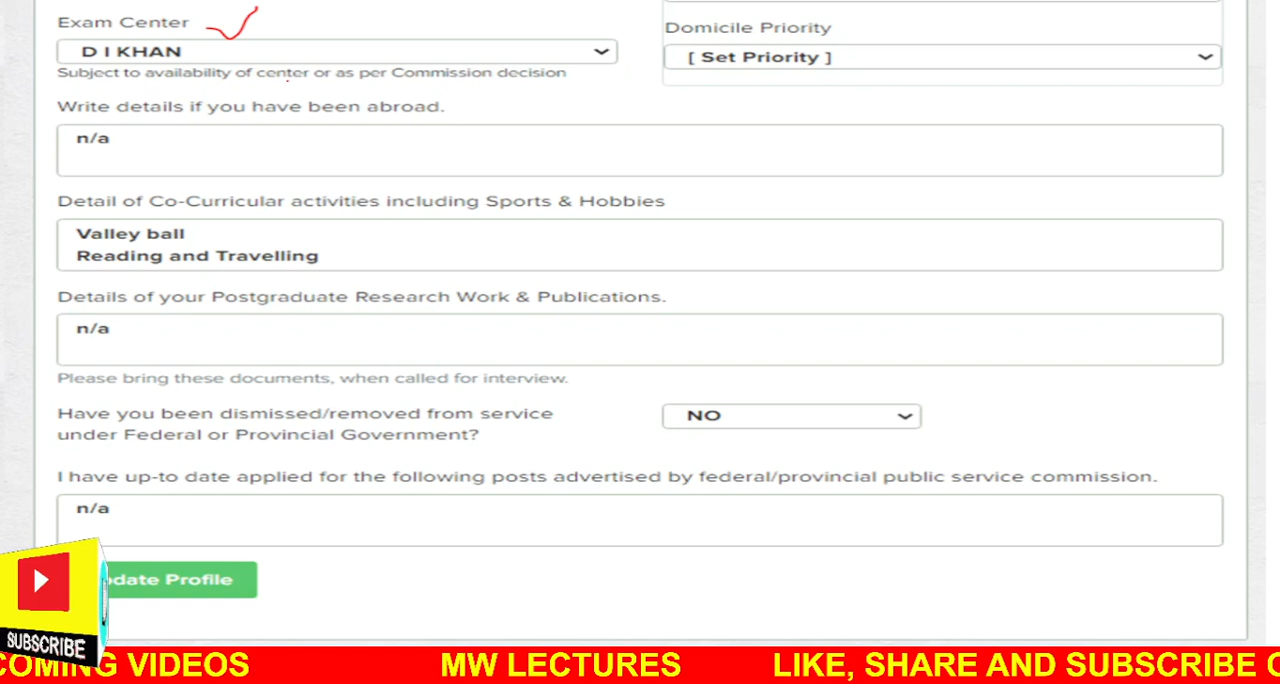 Exam Center
D I KHAN
Subject to availability of center or as per Commission decision
Domicile Priority
[ Set Priority ]
Write details if you have been abroad.
n/a
Detail of Co-Curricular activities including Sports & Hobbies
Valley ball
Reading and Travelling
Details of your Postgraduate Research Work & Publications.
n/a
Please bring these documents, when called for interview.
Have you been dismissed/removed from service
under Federal or Provincial Government?
NO
I have up-to date applied for the following posts advertised by federal/provincial public service commission.
n/a
date Profile
SUBSCRIBE
COMING VIDEOS MW LECTURES LIKE, SHARE AND SUBSCRIBE